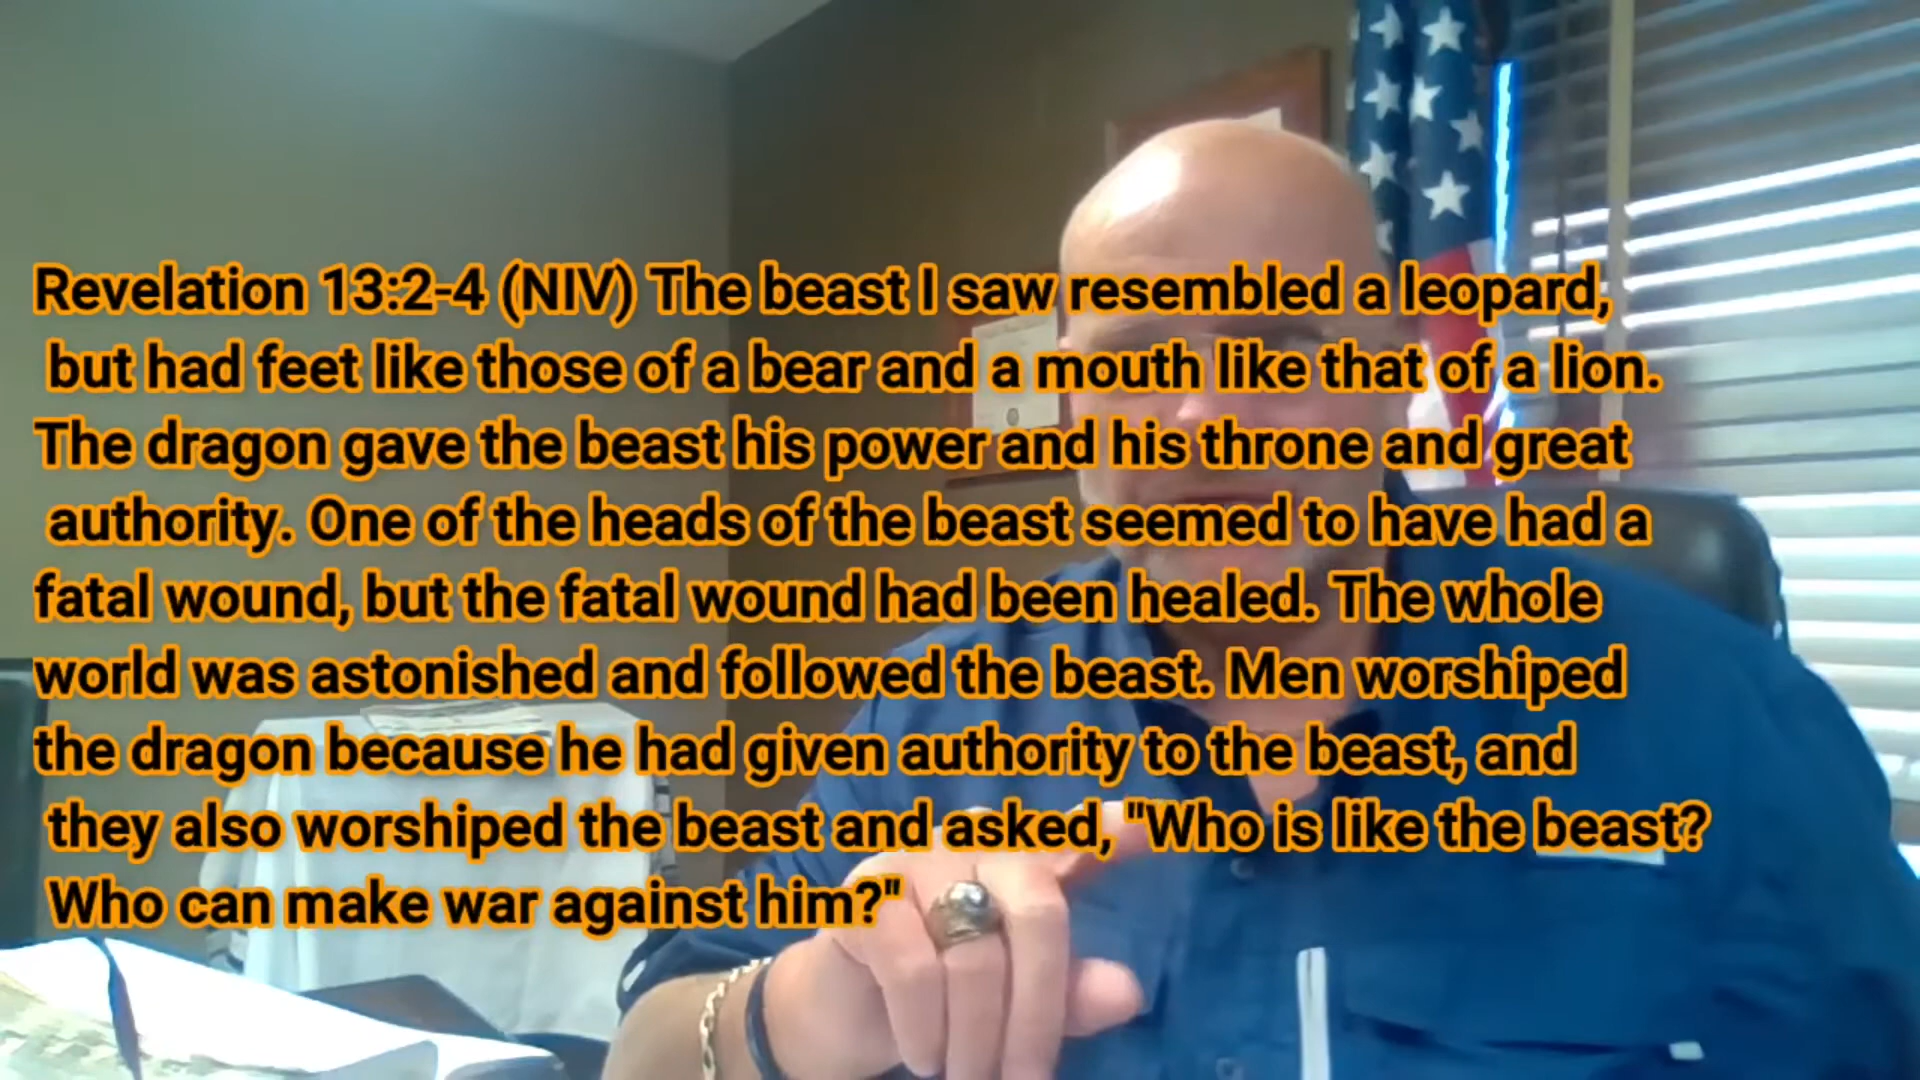 Revelation 13:2-4 (NIV) The beast I saw resembled a leopard,
but had feet like those of a bear and a mouth like that of a lion.
The dragon gave the beast his power and his throne and great
authority. One of the heads of the beast seemed to have had a
fatal wound, but the fatal wound had been healed. The whole
world was astonished and followed the beast. Men worshiped
the dragon because he had given authority to the beast, and
they also worshiped the beast and asked, "Who is like the beast?
Who can make war against him?"